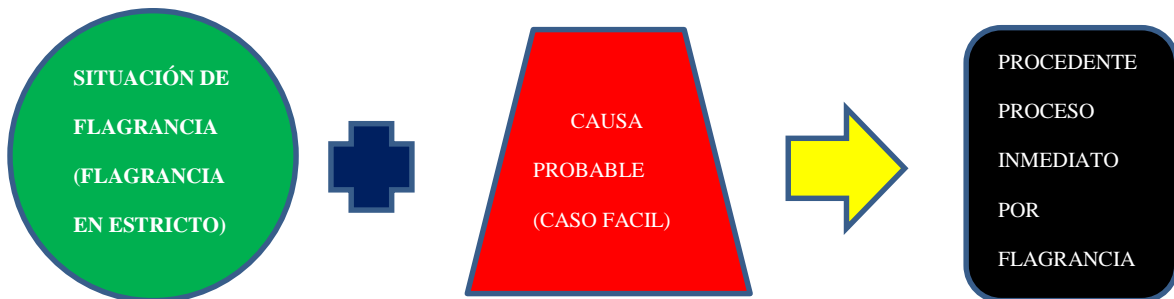 SITUACIÓN DE
FLAGRANCIA
(FLAGRANCIA
EN ESTRICTO)
CAUSA
PROBABLE
(CASO FACIL)
PROCEDENTE
PROCESO
INMEDIATO
POR
FLAGRANCIA